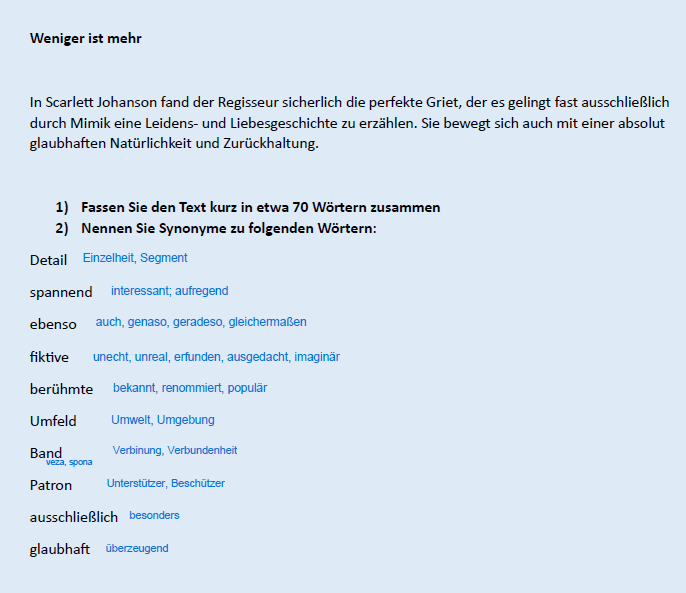 Weniger ist mehr
In Scarlett Johanson fand der Regisseur sicherlich die perfekte Griet, der es gelingt fast ausschließlich
durch Mimik eine Leidens- und Liebesgeschichte zu erzählen. Sie bewegt sich auch mit einer absolut
glaubhaften Natürlichkeit und Zurückhaltung.
1) Fassen Sie den Text kurz in etwa 70 Wörtern zusammen
2) Nennen Sie Synonyme zu folgenden Wörtern:
Detail Einzelheit, Segment
spannend interessant; aufregend
ebenso auch, genaso, geradeso, gleichermaßen
fiktive unecht, unreal, erfunden, ausgedacht, imaginär
berühmte bekannt, renommiert, populär
Umfeld Umwelt, Umgebung
Band Verbinung, Verbundenheit
veza, spona
Patron Unterstützer, Beschützer
ausschließlich besonders
glaubhaft überzeugend